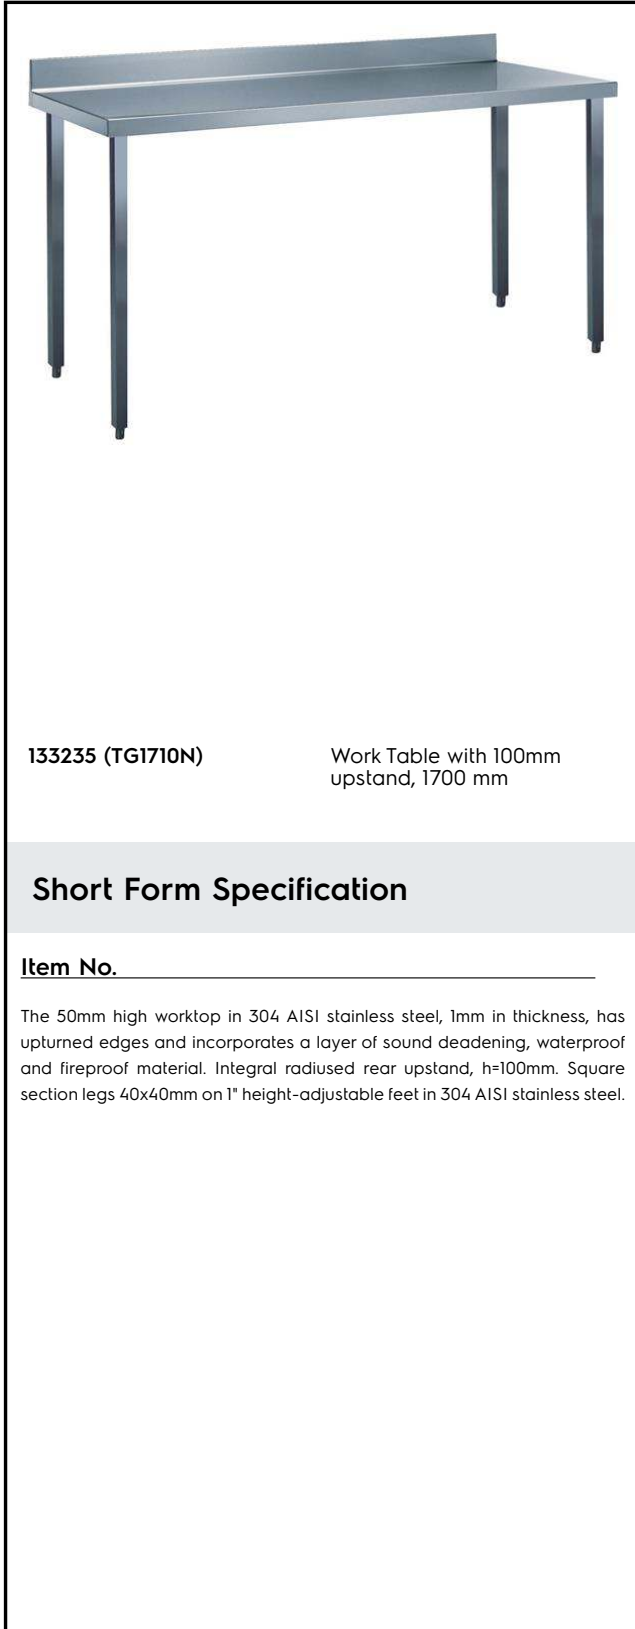 133235 (TG1710N)
Work Table with 100mm
upstand, 1700 mm
Short Form Specification
Item No.
The 50mm high worktop in 304 AISI stainless steel, 1mm in thickness, has
upturned edges and incorporates a layer of sound deadening, waterproof
and fireproof material. Integral radiused rear upstand, h=100mm. Square
section legs 40x40mm on 1" height-adjustable feet in 304 AISI stainless steel.